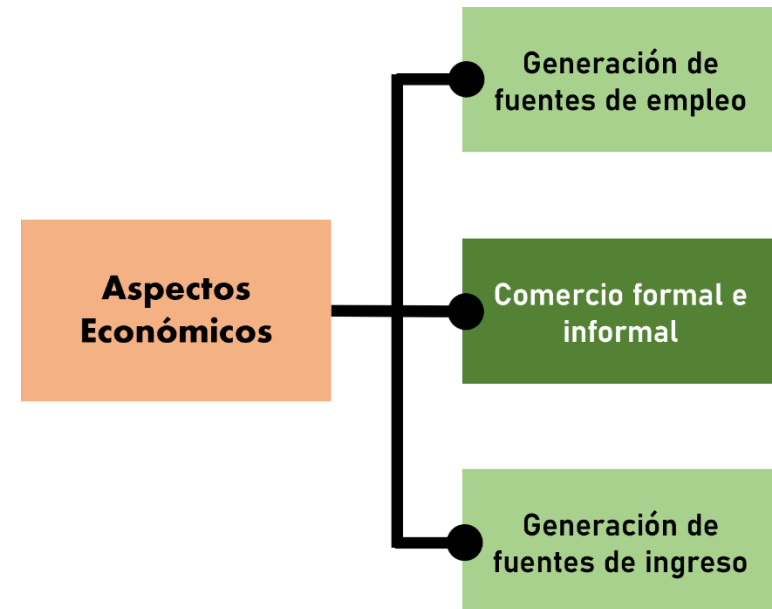 Generación de
fuentes de empleo
Aspectos
Económicos
Comercio formal e
informal
Generación de
fuentes de ingreso